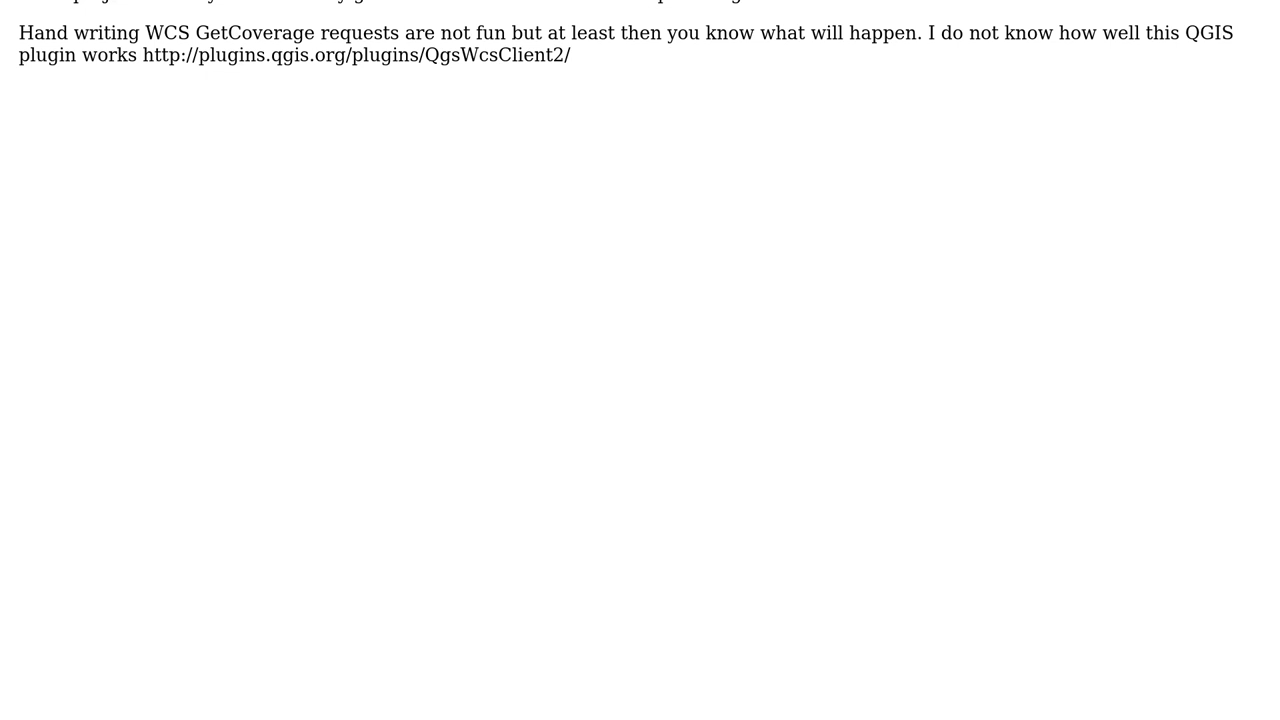 Hand writing WCS GetCoverage requests are not fun but at least then you know what will happen. I do not know how well this QGIS
plugin works http://plugins.qgis.org/plugins/QgsWcsClient2/